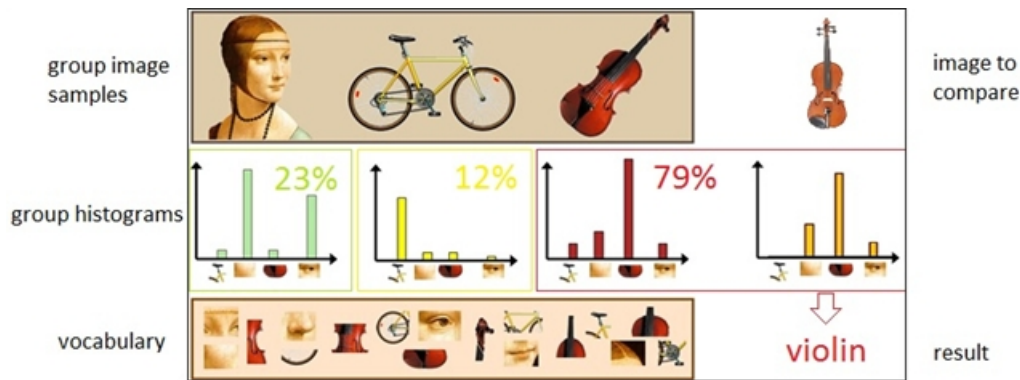 group image
samples
image to
compare
group histograms
23%
12%
79%
vocabulary
violin
result